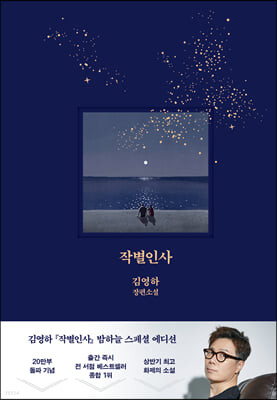 작별인사
김영하
장편소설
김영하 『작별인사』 밤하늘 스페셜 에디션
20만부
돌파 기념
출간 즉시
전 서점 베스트셀러
종합 1위
상반기 최고
화제의 소설